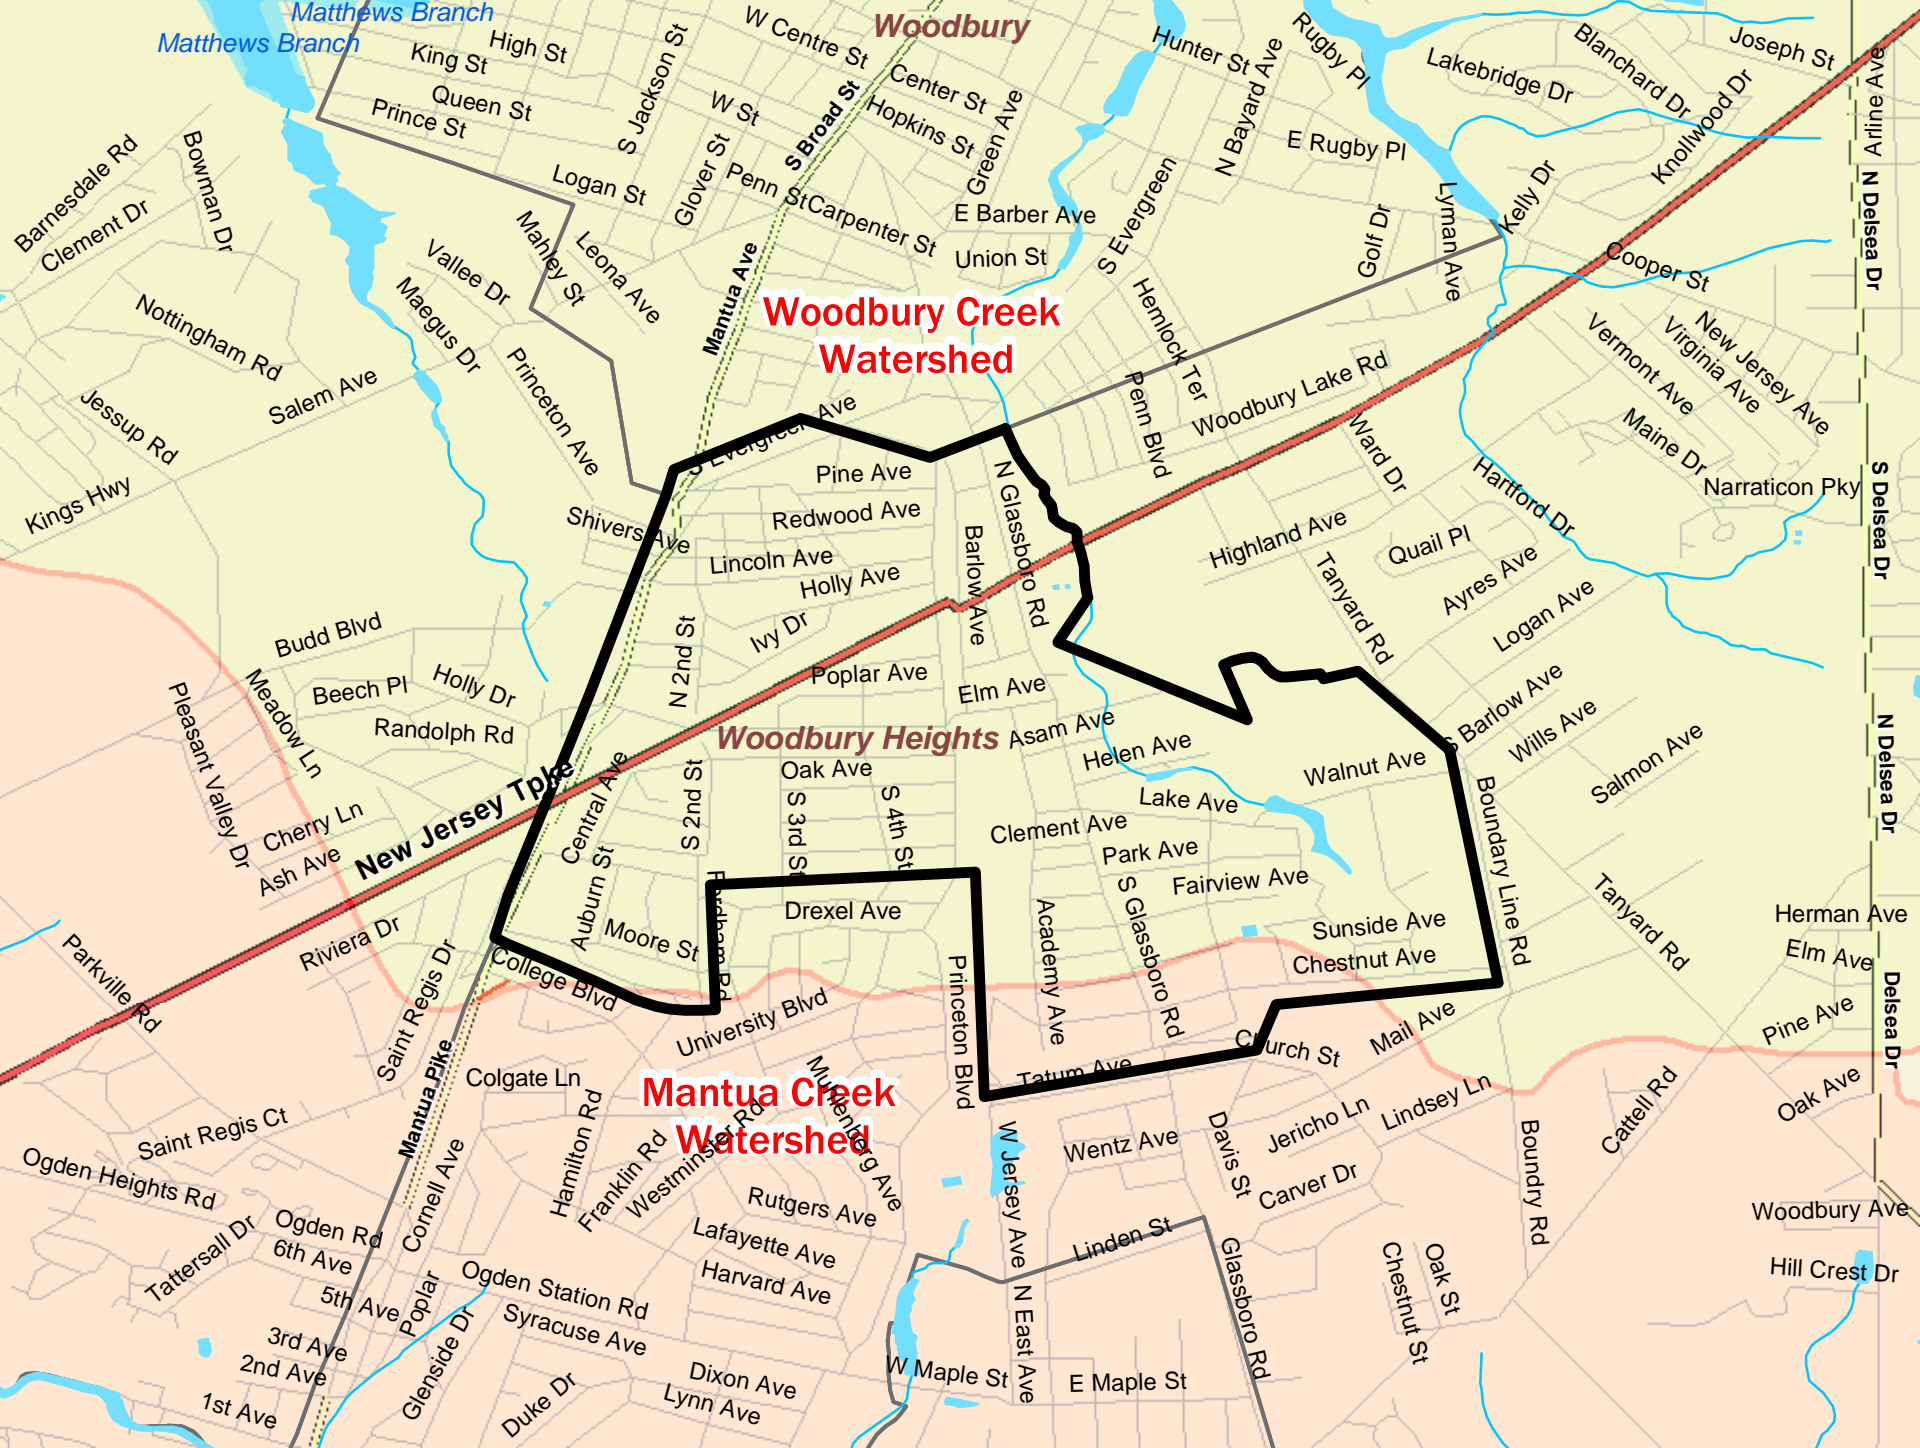 Matthews Branch
Matthews Branch
Woodbury
W Centre St
High St
King St
S Jackson St
Queen St
Prince St
W St
Center St
Hopkins St
Green Ave
S Broad St
Hunter St
N Bayard Ave
Rugby Pl
Lakebridge Dr
Blanchard Dr
Joseph St
Knollwood Dr
Airline Ave
E Rugby Pl
Barnesdale Rd
Bowman Dr
Clement Dr
Logan St
Glover St
Penn St
Carpenter St
E Barber Ave
Union St
S Evergreen
Golf Dr
Lyman Ave
Kelly Dr
N Delsea Dr
Cooper St
Vallee Dr
Mahley St
Leona Ave
Maegus Dr
Mantua Ave
Woodbury Creek
Watershed
Hemlock Ter
Nottingham Rd
Salem Ave
Princeton Ave
Jessup Rd
Kings Hwy
S Evergreen Ave
Penn Blvd
Woodbury Lake Rd
Ward Dr
Vermont Ave
Virginia Ave
New Jersey Ave
Maine Dr
Narraticon Pky
Hartford Dr
S Delsea Dr
Pine Ave
Redwood Ave
Shivers Ave
Lincoln Ave
Holly Ave
Ivy Dr
Barlow Ave
N Glassboro Rd
Highland Ave
Quail Pl
Ayres Ave
Tanyard Rd
Logan Ave
Budd Blvd
Beech Pl
Holly Dr
Randolph Rd
Meadow Ln
Pleasant Valley Dr
N 2nd St
Poplar Ave
Elm Ave
Woodbury Heights
Asam Ave
Helen Ave
Walnut Ave
S Barlow Ave
Wills Ave
Salmon Ave
N Delsea Dr
Cherry Ln
Ash Ave
New Jersey Tpke
Central Ave
S 2nd St
Oak Ave
S 3rd St
S 4th St
Lake Ave
Clement Ave
Park Ave
Fairview Ave
Boundary Line Rd
Riviera Dr
Parkville Rd
Auburn St
Moore St
Fordham Rd
Drexel Ave
Academy Ave
S Glassboro Rd
Sunside Ave
Chestnut Ave
Tanyard Rd
Herman Ave
Elm Ave
Delsea Dr
Saint Regis Dr
College Blvd
University Blvd
Princeton Blvd
Church St
Mail Ave
Pine Ave
Mantua Pike
Colgate Ln
Mantua Creek
Watershed
Tatum Ave
Muhlenberg Ave
Hamilton Rd
Franklin Rd
Westminster Rd
Wentz Ave
Davis St
Jericho Ln
Lindsey Ln
Cattell Rd
Oak Ave
Saint Regis Ct
Ogden Heights Rd
Tattersall Dr
Ogden Rd
6th Ave
5th Ave
Cornell Ave
Rutgers Ave
W Jersey Ave
Carver Dr
Boundry Rd
Woodbury Ave
Lafayette Ave
Linden St
Harvard Ave
Ogden Station Rd
Poplar
Glenside Dr
Syracuse Ave
N East Ave
Glassboro Rd
Chestnut St
Oak St
Hill Crest Dr
3rd Ave
2nd Ave
1st Ave
Duke Dr
Dixon Ave
Lynn Ave
W Maple St
E Maple St